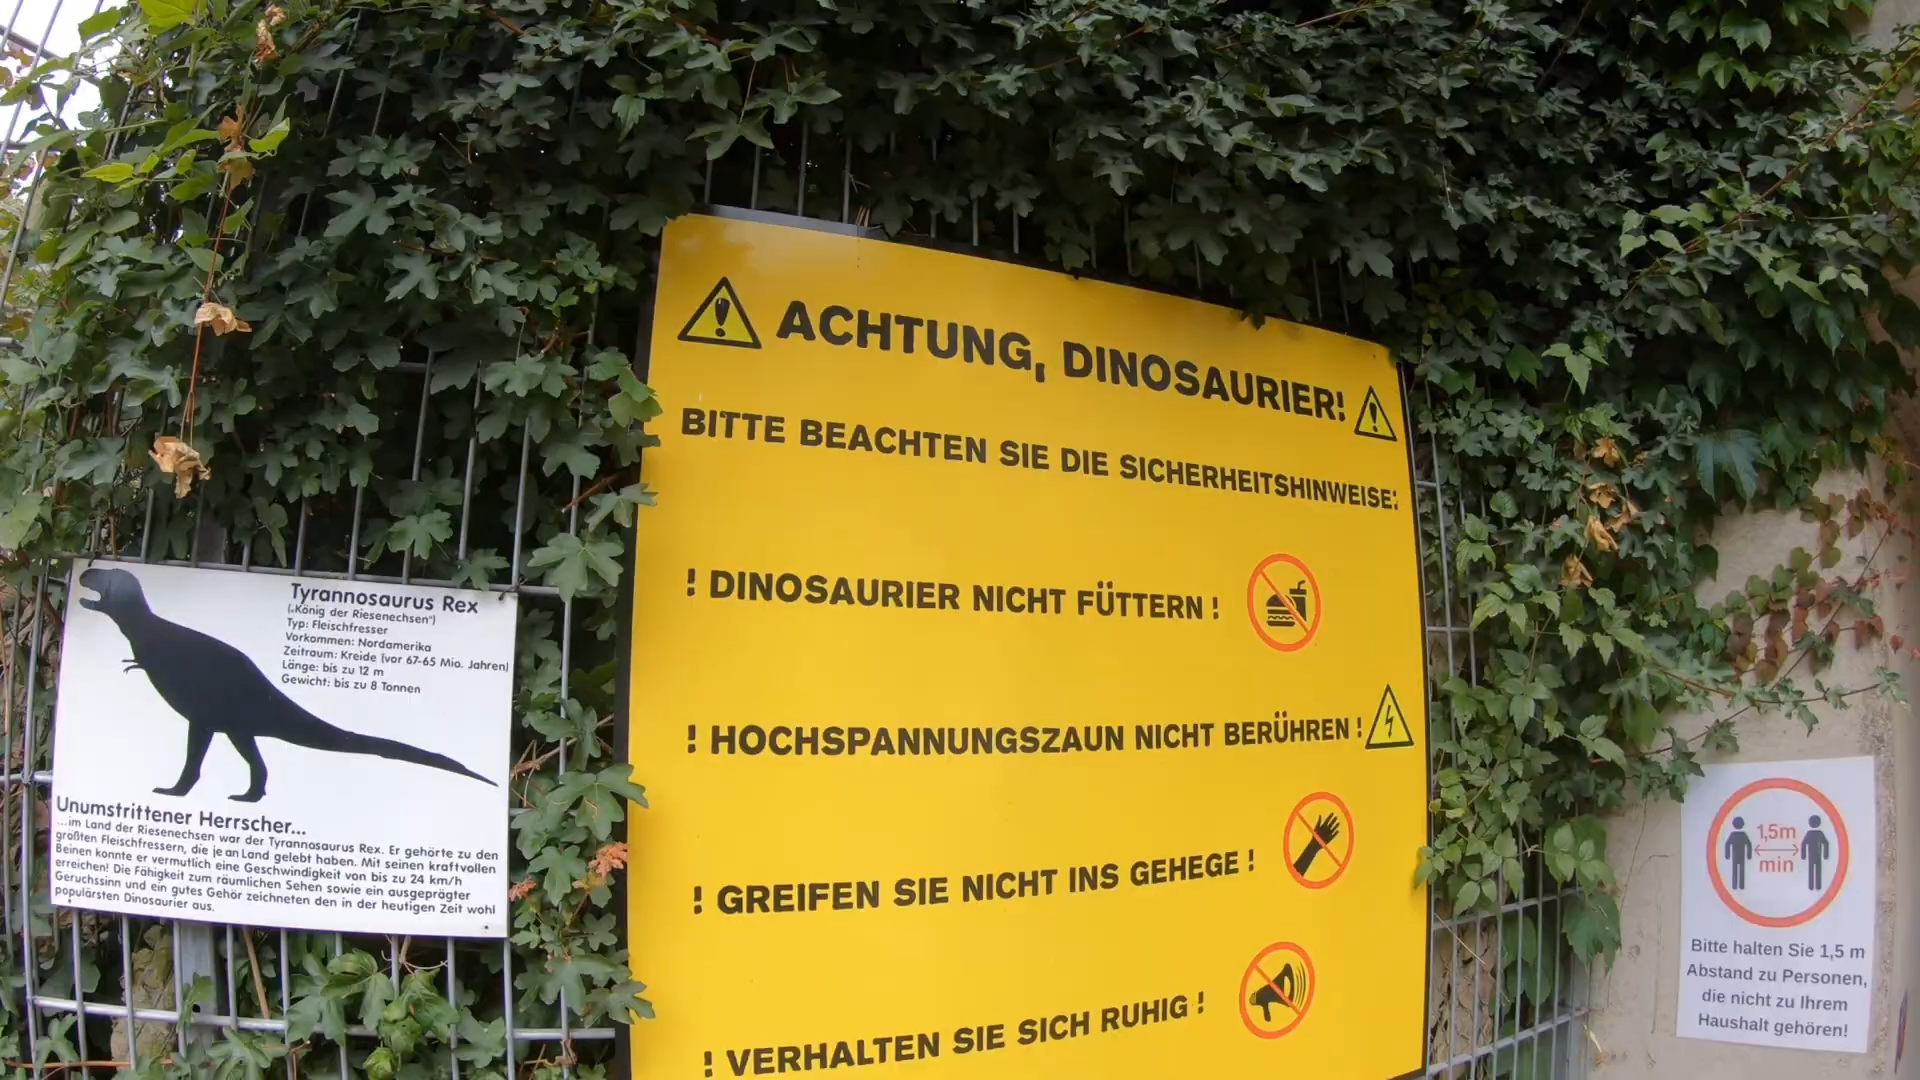 ACHTUNG, DINOSAURIER!
BITTE BEACHTEN SIE DIE SICHERHEITSHINWEISE:
! DINOSAURIER NICHT FÜTTERN !
! HOCHSPANNUNGSZAUN NICHT BERÜHREN !
! GREIFEN SIE NICHT INS GEHEGE !
! VERHALTEN SIE SICH RUHIG !
Tyrannosaurus Rex
(„König der Riesenechsen")
Typ: Fleischfresser
Vorkommen: Nordamerika
Zeitraum: Kreide (vor 67-65 Mio. Jahren)
Länge: bis zu 12 m
Gewicht: bis zu 8 Tonnen
Unumstrittener Herrscher...
...im Land der Riesenechsen war der Tyrannosaurus Rex. Er gehörte zu den
größten Fleischfressern, die je an Land gelebt haben. Mit seinen kraftvollen
Beinen konnte er vermutlich eine Geschwindigkeit von bis zu 24 km/h
erreichen! Die Fähigkeit zum räumlichen Sehen sowie ein ausgeprägter
Geruchssinn und ein gutes Gehör zeichneten den in der heutigen Zeit wohl
populärsten Dinosaurier aus.
1,5m
min
Bitte halten Sie 1,5 m
Abstand zu Personen,
die nicht zu Ihrem
Haushalt gehören!